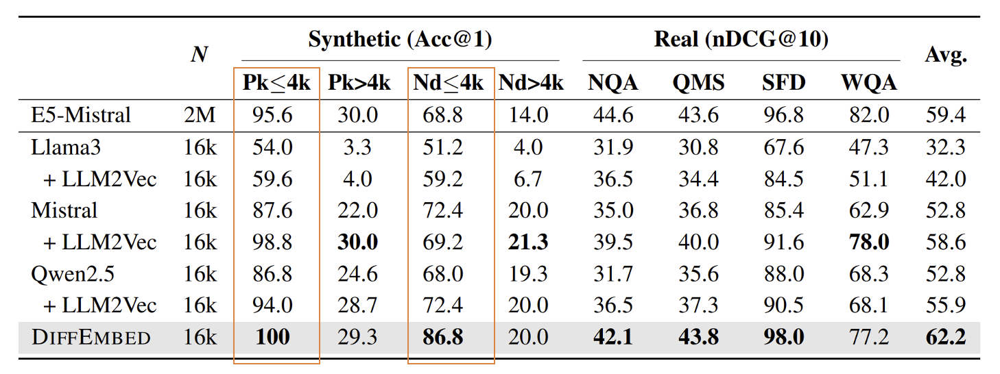 N Synthetic (Acc@1) Real (nDCG@10) Avg.
Pk≤4k Pk>4k Nd≤4k Nd>4k NQA QMS SFD WQA
E5-Mistral 2M 95.6 30.0 68.8 14.0 44.6 43.6 96.8 82.0 59.4
Llama3 16k 54.0 3.3 51.2 4.0 31.9 30.8 67.6 47.3 32.3
+ LLM2Vec 16k 59.6 4.0 59.2 6.7 36.5 34.4 84.5 51.1 42.0
Mistral 16k 87.6 22.0 72.4 20.0 35.0 36.8 85.4 62.9 52.8
+ LLM2Vec 16k 98.8 30.0 69.2 21.3 39.5 40.0 91.6 78.0 58.6
Qwen2.5 16k 86.8 24.6 68.0 19.3 31.7 35.6 88.0 68.3 52.8
+ LLM2Vec 16k 94.0 28.7 72.4 20.0 36.5 37.3 90.5 68.1 55.9
DIFFEMBED 16k 100 29.3 86.8 20.0 42.1 43.8 98.0 77.2 62.2